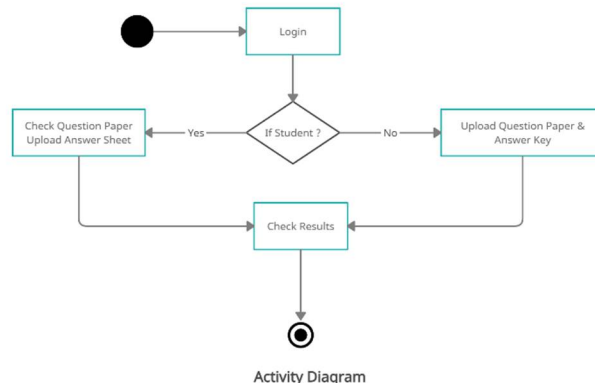 Login
If Student ?
Yes
No
Check Question Paper
Upload Answer Sheet
Upload Question Paper &
Answer Key
Check Results
Activity Diagram